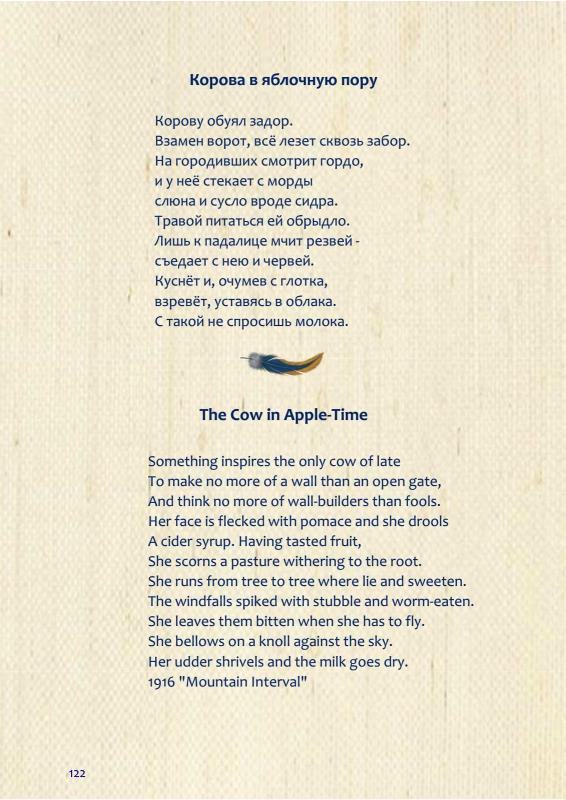 Корова в яблочную пору
Корову обуял задор.
Взамен ворот, всё лезет сквозь забор.
На городивших смотрит гордо,
и у неё стекает с морды
слюна и сусло вроде сидра.
Травой питаться ей обрыдло.
Лишь к падалице мчит резвей -
съедает с нею и червей.
Куснёт и, очумев с глотка,
взревёт, уставясь в облака.
С такой не спросишь молока.
The Cow in Apple-Time
Something inspires the only cow of late
To make no more of a wall than an open gate,
And think no more of wall-builders than fools.
Her face is flecked with pomace and she drools
A cider syrup. Having tasted fruit,
She scorns a pasture withering to the root.
She runs from tree to tree where lie and sweeten.
The windfalls spiked with stubble and worm-eaten.
She leaves them bitten when she has to fly.
She bellows on a knoll against the sky.
Her udder shrivels and the milk goes dry.
1916 "Mountain Interval"
122